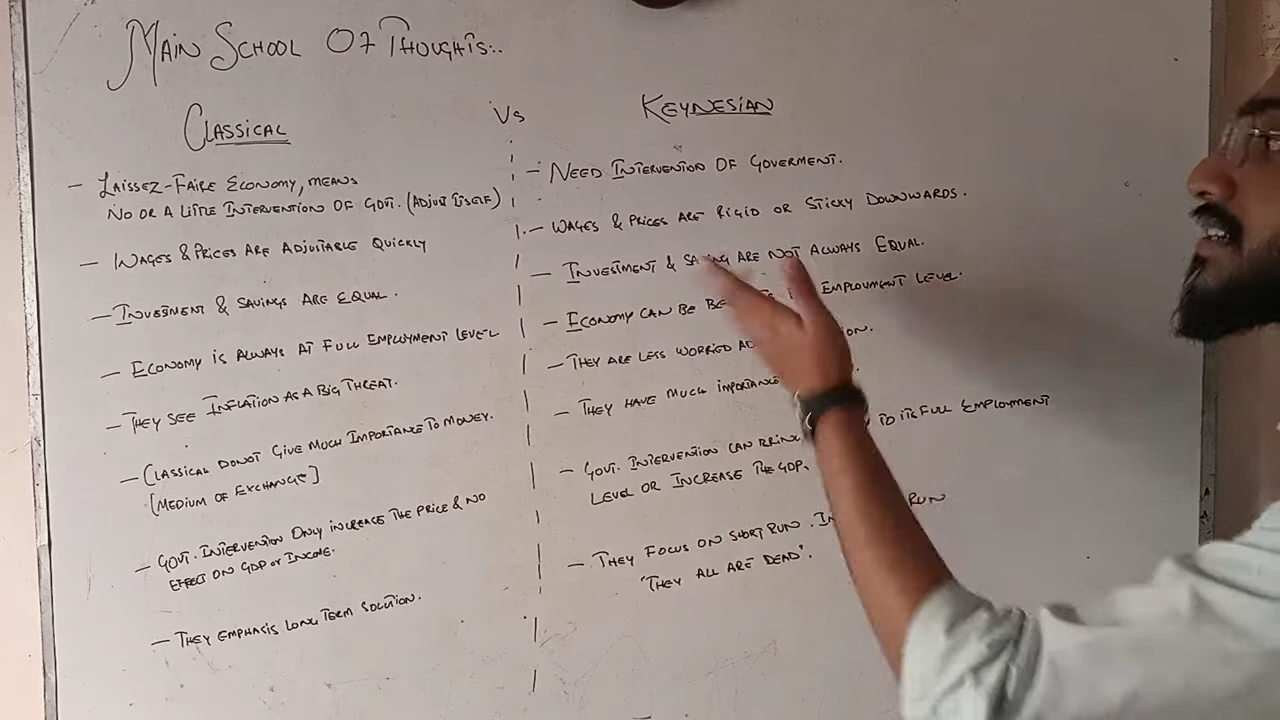 MAIN SCHOOL OF THOUGHTS...
CLASSICAL
Vs
KEYNESIAN
- LAISSEZ-FAIRE ECONOMY, MEANS
NO OR A LITTLE INTERVENTION OF GOVT. (ADJUST ITSELF)
- WAGES & PRICES ARE ADJUSTABLE QUICKLY
- INVESTMENT & SAVINGS ARE EQUAL.
- ECONOMY IS ALWAYS AT FULL EMPLOYMENT LEVEL
- THEY SEE INFLATION AS A BIG THREAT.
- CLASSICAL DONOT GIVE MUCH IMPORTANCE TO MONEY.
[MEDIUM OF EXCHANGE]
- GOVT. INTERVENTION ONLY INCREASE THE PRICE & NO
EFFECT ON GDP or INCOME.
- THEY EMPHASIS LONG TERM SOLUTION.
- NEED INTERVENTION OF GOVERMENT.
- WAGES & PRICES ARE RIGID OR STICKY DOWNWARDS.
- INVESTMENT & SAVING ARE NOT ALWAYS EQUAL.
- ECONOMY CAN BE EMPLOYMENT LEVEL.
- THEY ARE LESS WORRIED
- THEY HAVE MUCH IMPORTANCE
- GOVT. INTERVENTION CAN BRING TO ITS FULL EMPLOYMENT
LEVEL OR INCREASE THE GDP.
- THEY FOCUS ON SHORT RUN. IN RUN
"THEY ALL ARE DEAD".